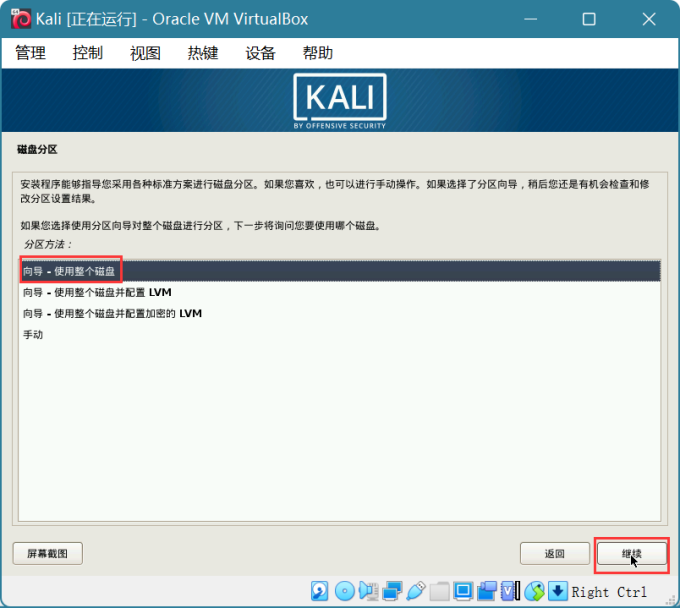 Kali [正在运行] - Oracle VM VirtualBox
管理 控制 视图 热键 设备 帮助
KALI
BY OFFENSIVE SECURITY
磁盘分区
安装程序能够指导您采用各种标准方案进行磁盘分区。如果您喜欢，也可以进行手动操作。如果选择了分区向导，稍后您还是有机会检查和修
改分区设置结果。
如果您选择使用分区向导对整个磁盘进行分区，下一步将询问您要使用哪个磁盘。
分区方法：
向导 - 使用整个磁盘
向导 - 使用整个磁盘并配置 LVM
向导 - 使用整个磁盘并配置加密的 LVM
手动
屏幕截图 返回 继续
Right Ctrl